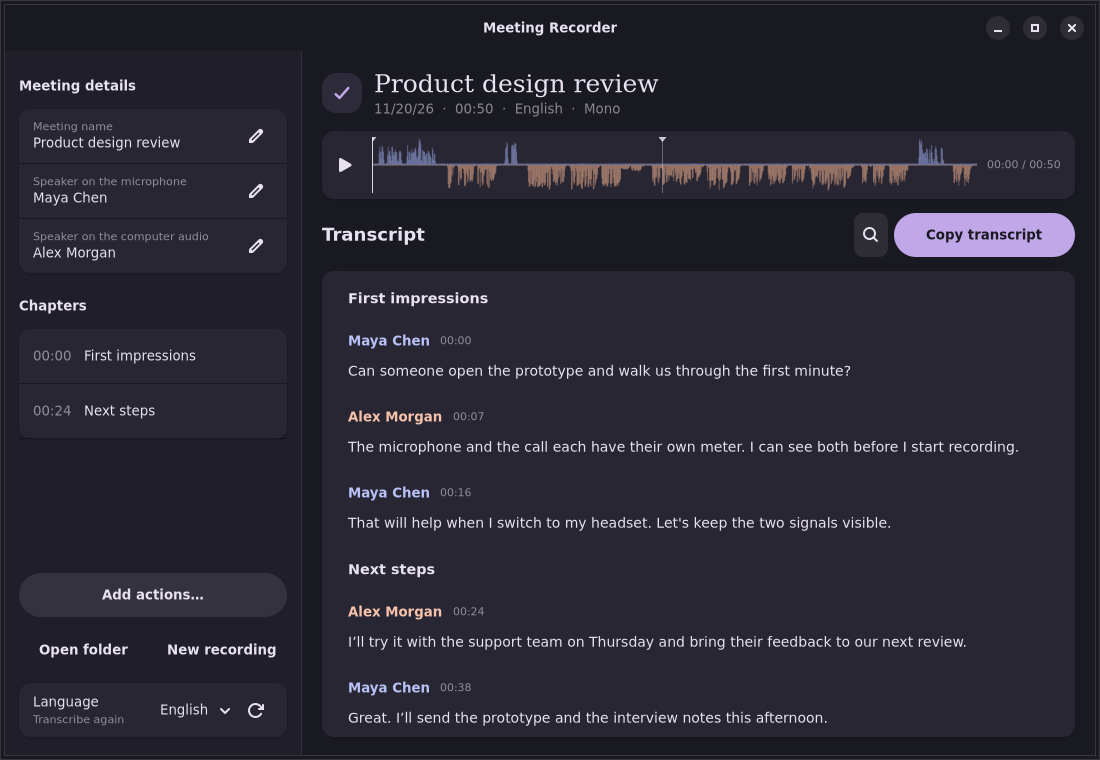 Meeting Recorder
Meeting details
Meeting name
Product design review
Speaker on the microphone
Maya Chen
Speaker on the computer audio
Alex Morgan
Chapters
00:00 First impressions
00:24 Next steps
Add actions…
Open folder New recording
Language
Transcribe again
English
Product design review
11/20/26 · 00:50 · English · Mono
00:00 / 00:50
Transcript
Copy transcript
First impressions
Maya Chen 00:00
Can someone open the prototype and walk us through the first minute?
Alex Morgan 00:07
The microphone and the call each have their own meter. I can see both before I start recording.
Maya Chen 00:16
That will help when I switch to my headset. Let's keep the two signals visible.
Next steps
Alex Morgan 00:24
I’ll try it with the support team on Thursday and bring their feedback to our next review.
Maya Chen 00:38
Great. I’ll send the prototype and the interview notes this afternoon.